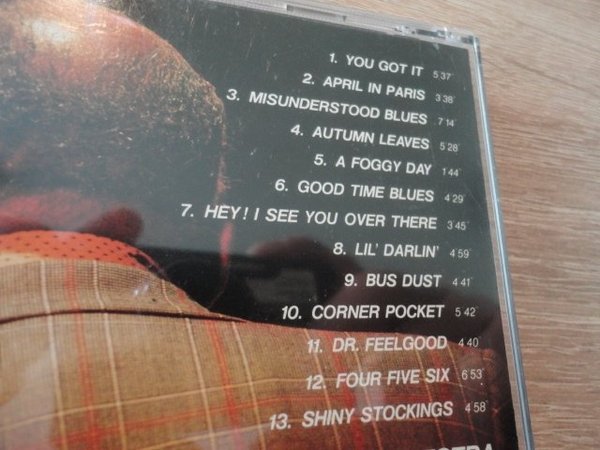 1. YOU GOT IT 5'37"
2. APRIL IN PARIS 3'38"
3. MISUNDERSTOOD BLUES 7'14"
4. AUTUMN LEAVES 5'28"
5. A FOGGY DAY 1'44"
6. GOOD TIME BLUES 4'29"
7. HEY! I SEE YOU OVER THERE 3'45"
8. LIL' DARLIN' 4'59"
9. BUS DUST 4'41"
10. CORNER POCKET 5'42"
11. DR. FEELGOOD 4'40"
12. FOUR FIVE SIX 6'53"
13. SHINY STOCKINGS 4'58"